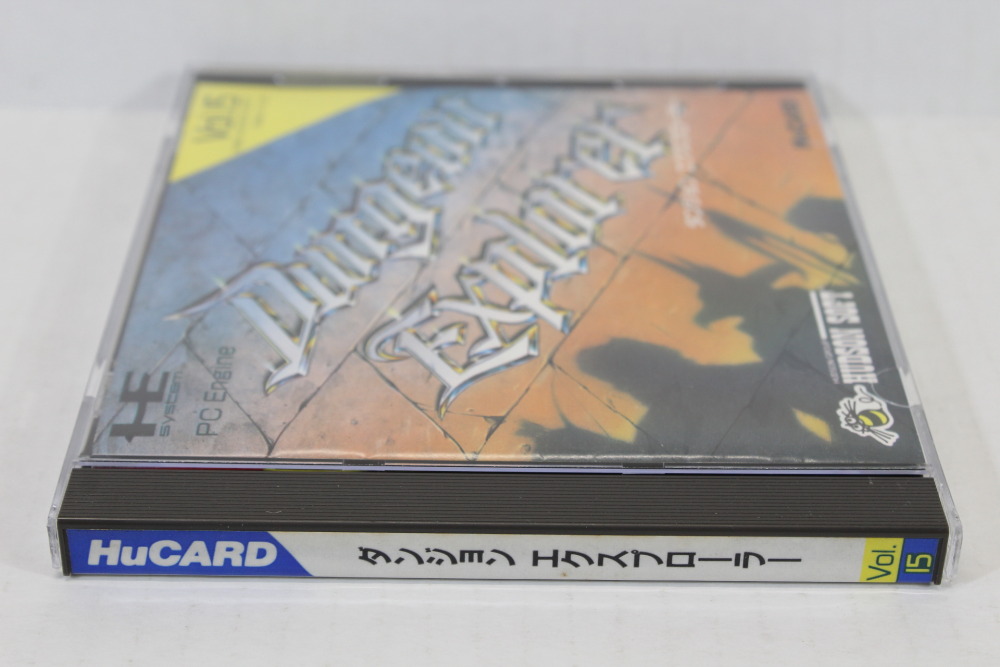 Vol.15
Dungeon
Explorer
HE
SYSTEM
PC Engine
HuCARD
HUDSON SOFT
HuCARD
ダンジョン エクスプローラー
Vol.
15